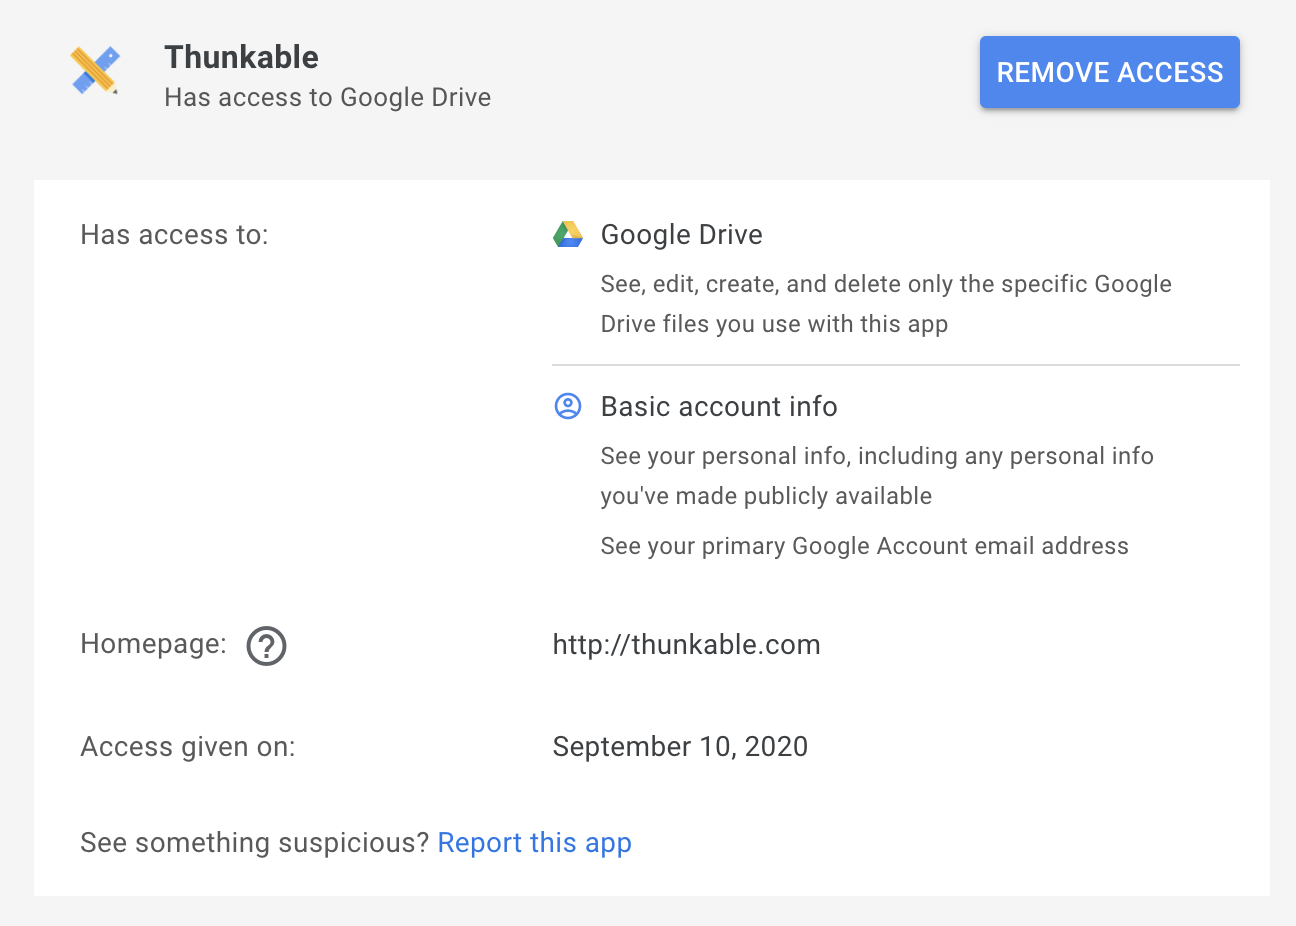 Thunkable
Has access to Google Drive
REMOVE ACCESS
Has access to:
Google Drive
See, edit, create, and delete only the specific Google
Drive files you use with this app
Basic account info
See your personal info, including any personal info
you've made publicly available
See your primary Google Account email address
Homepage: ?
http://thunkable.com
Access given on:
September 10, 2020
See something suspicious? Report this app